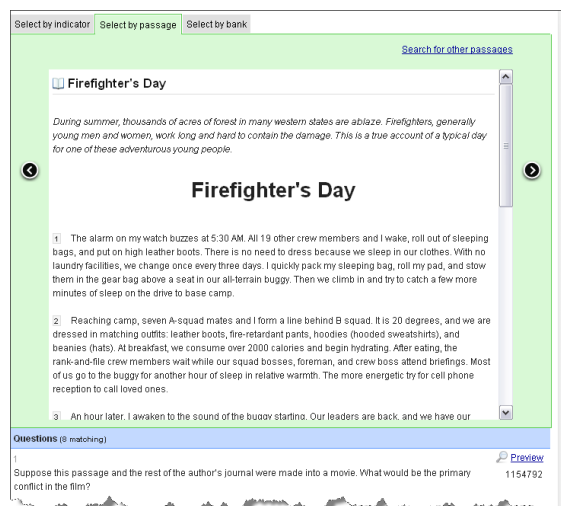 Select by indicator Select by passage Select by bank
Search for other passages
Firefighter's Day
During summer, thousands of acres of forest in many western states are ablaze. Firefighters, generally
young men and women, work long and hard to contain the damage. This is a true account of a typical day
for one of these adventurous young people.
Firefighter's Day
1 The alarm on my watch buzzes at 5:30 AM. All 19 other crew members and I wake, roll out of sleeping
bags, and put on high leather boots. There is no need to dress because we sleep in our clothes. With no
laundry facilities, we change once every three days. I quickly pack my sleeping bag, roll my pad, and stow
them in the gear bag above a seat in our all-terrain buggy. Then we climb in and try to catch a few more
minutes of sleep on the drive to base camp.
2 Reaching camp, seven A-squad mates and I form a line behind B squad. It is 20 degrees, and we are
dressed in matching outfits: leather boots, fire-retardant pants, hoodies (hooded sweatshirts), and
beanies (hats). At breakfast, we consume over 2000 calories and begin hydrating. After eating, the
rank-and-file crew members wait while our squad bosses, foreman, and crew boss attend briefings. Most
of us go to the buggy for another hour of sleep in relative warmth. The more energetic try for cell phone
reception to call loved ones.
3 An hour later, I awaken to the sound of the buggy starting. Our leaders are back, and we have our
Questions (8 matching)
1 Preview
Suppose this passage and the rest of the author's journal were made into a movie. What would be the primary 1154792
conflict in the film?